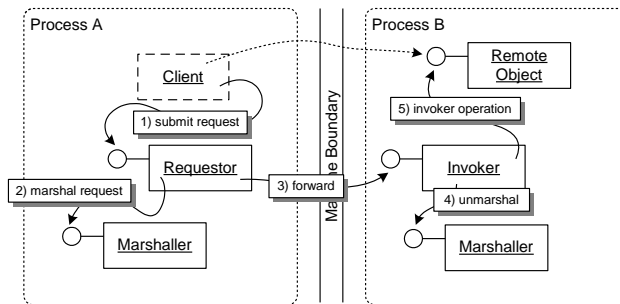 Process A
Process B
Client
Remote
Object
1) submit request
5) invoker operation
Requestor
Invoker
2) marshal request
3) forward
4) unmarshal
Boundary
Marshaller
Marshaller